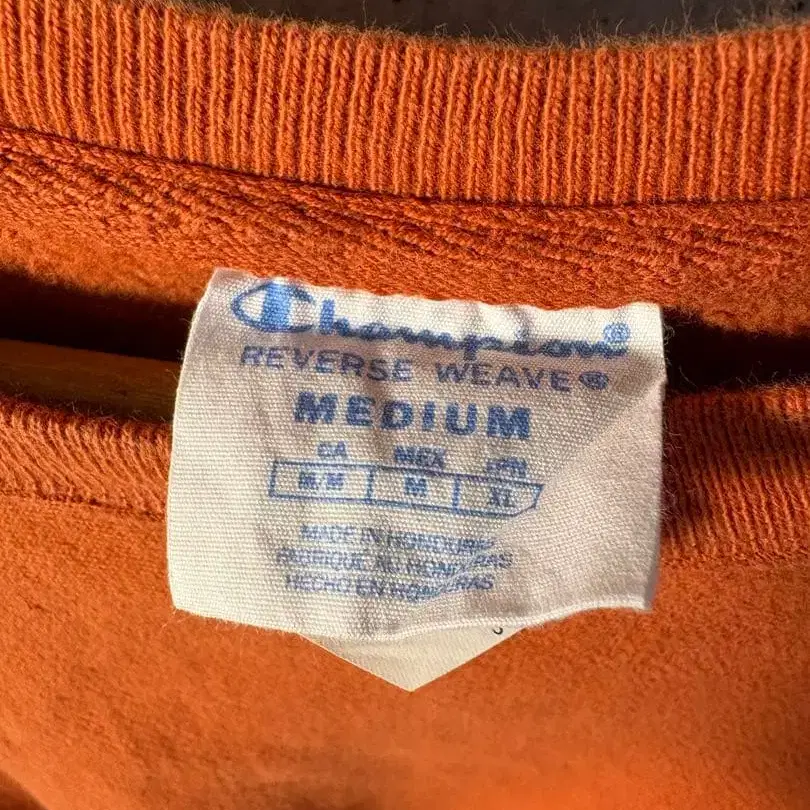 Champion®
REVERSE WEAVE®
MEDIUM
CA MEX JPN
M/M M XL
MADE IN HONDURAS
FABRIQUE AU HONDURAS
HECHO EN HONDURAS